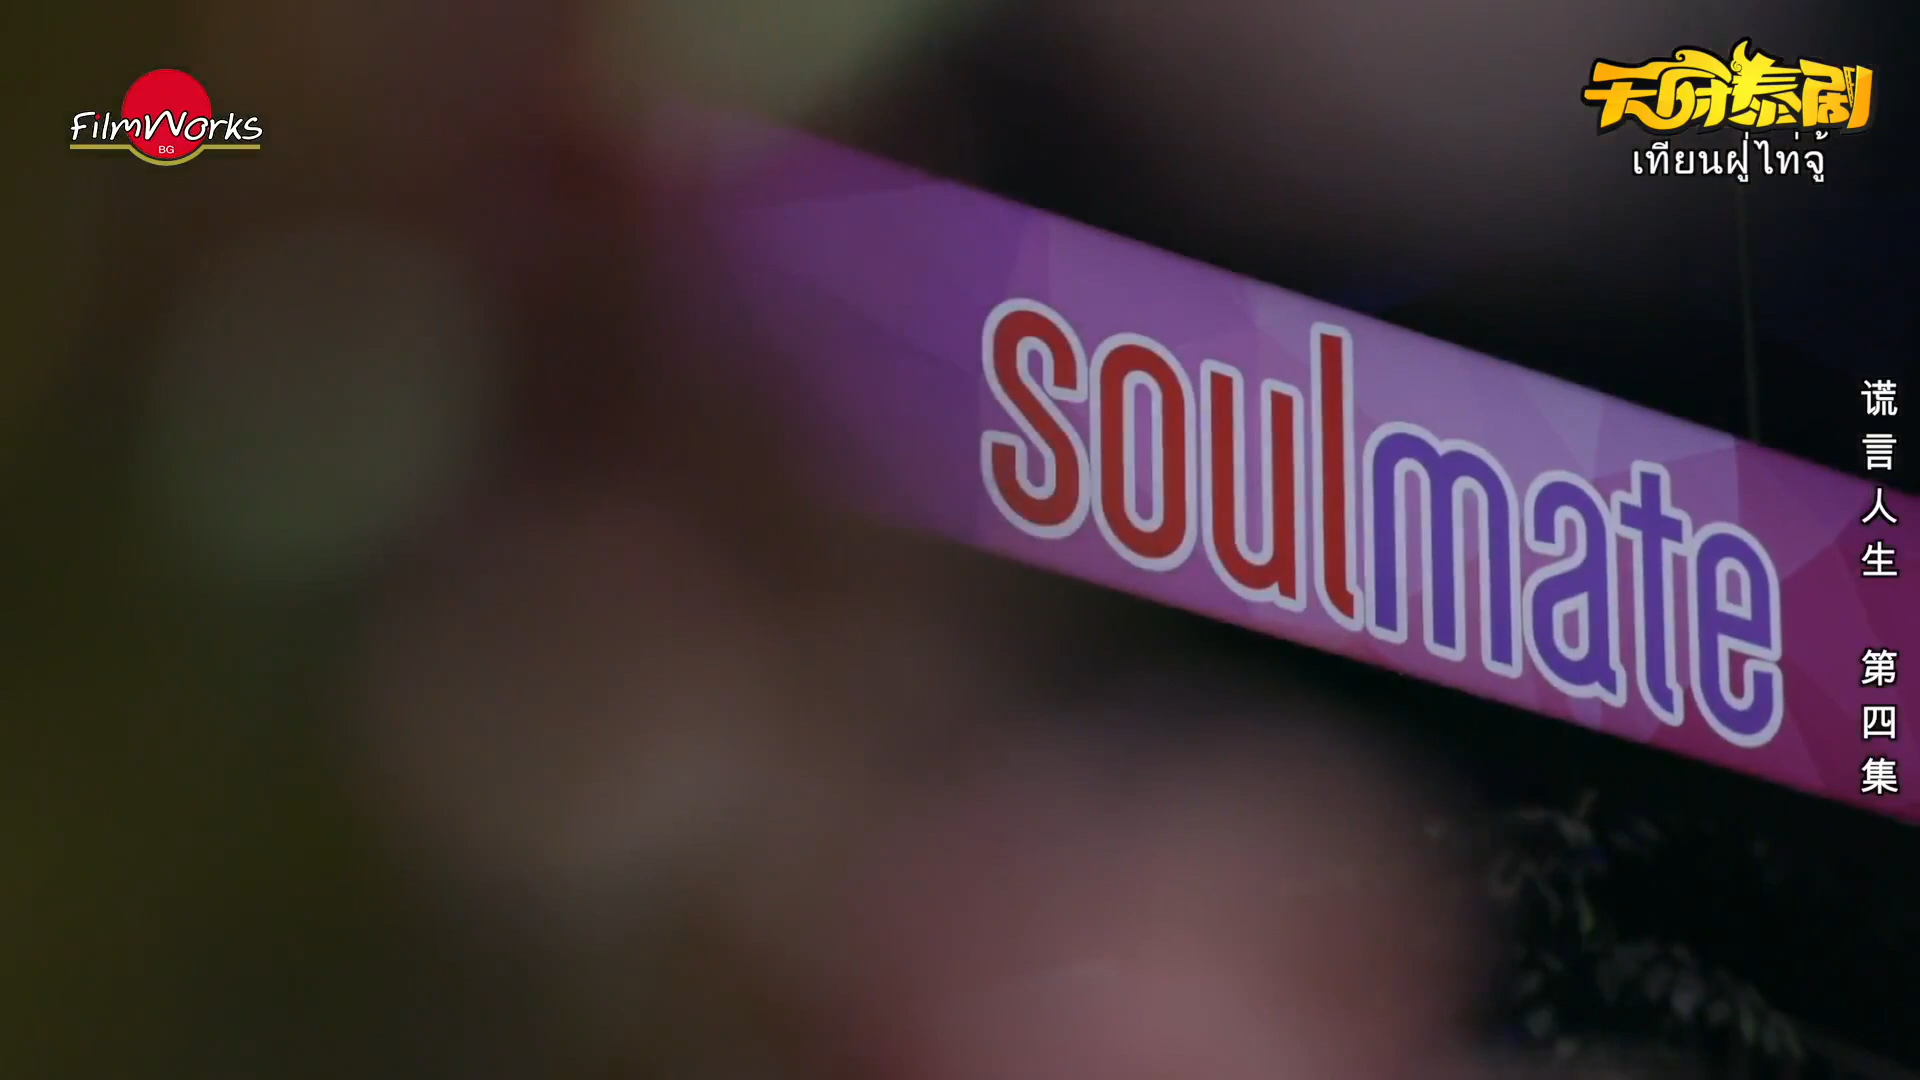 FilmWorks
BG
天府泰剧
เทียนฝู่ไท่จู้
soulmate
谎言人生 第四集